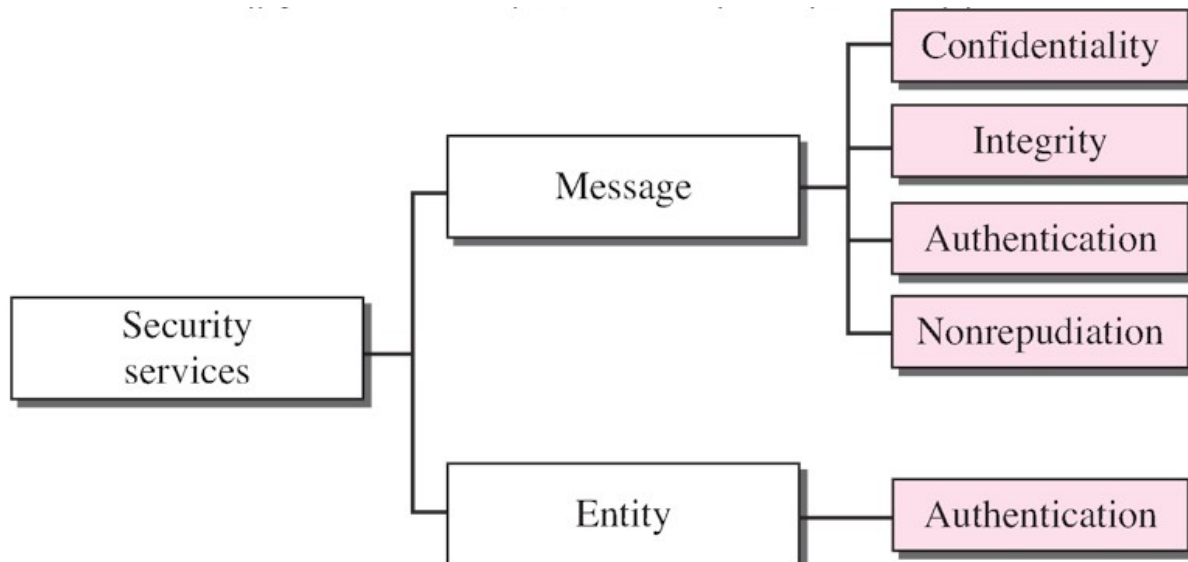 Confidentiality
Integrity
Message
Authentication
Nonrepudiation
Security
services
Entity
Authentication